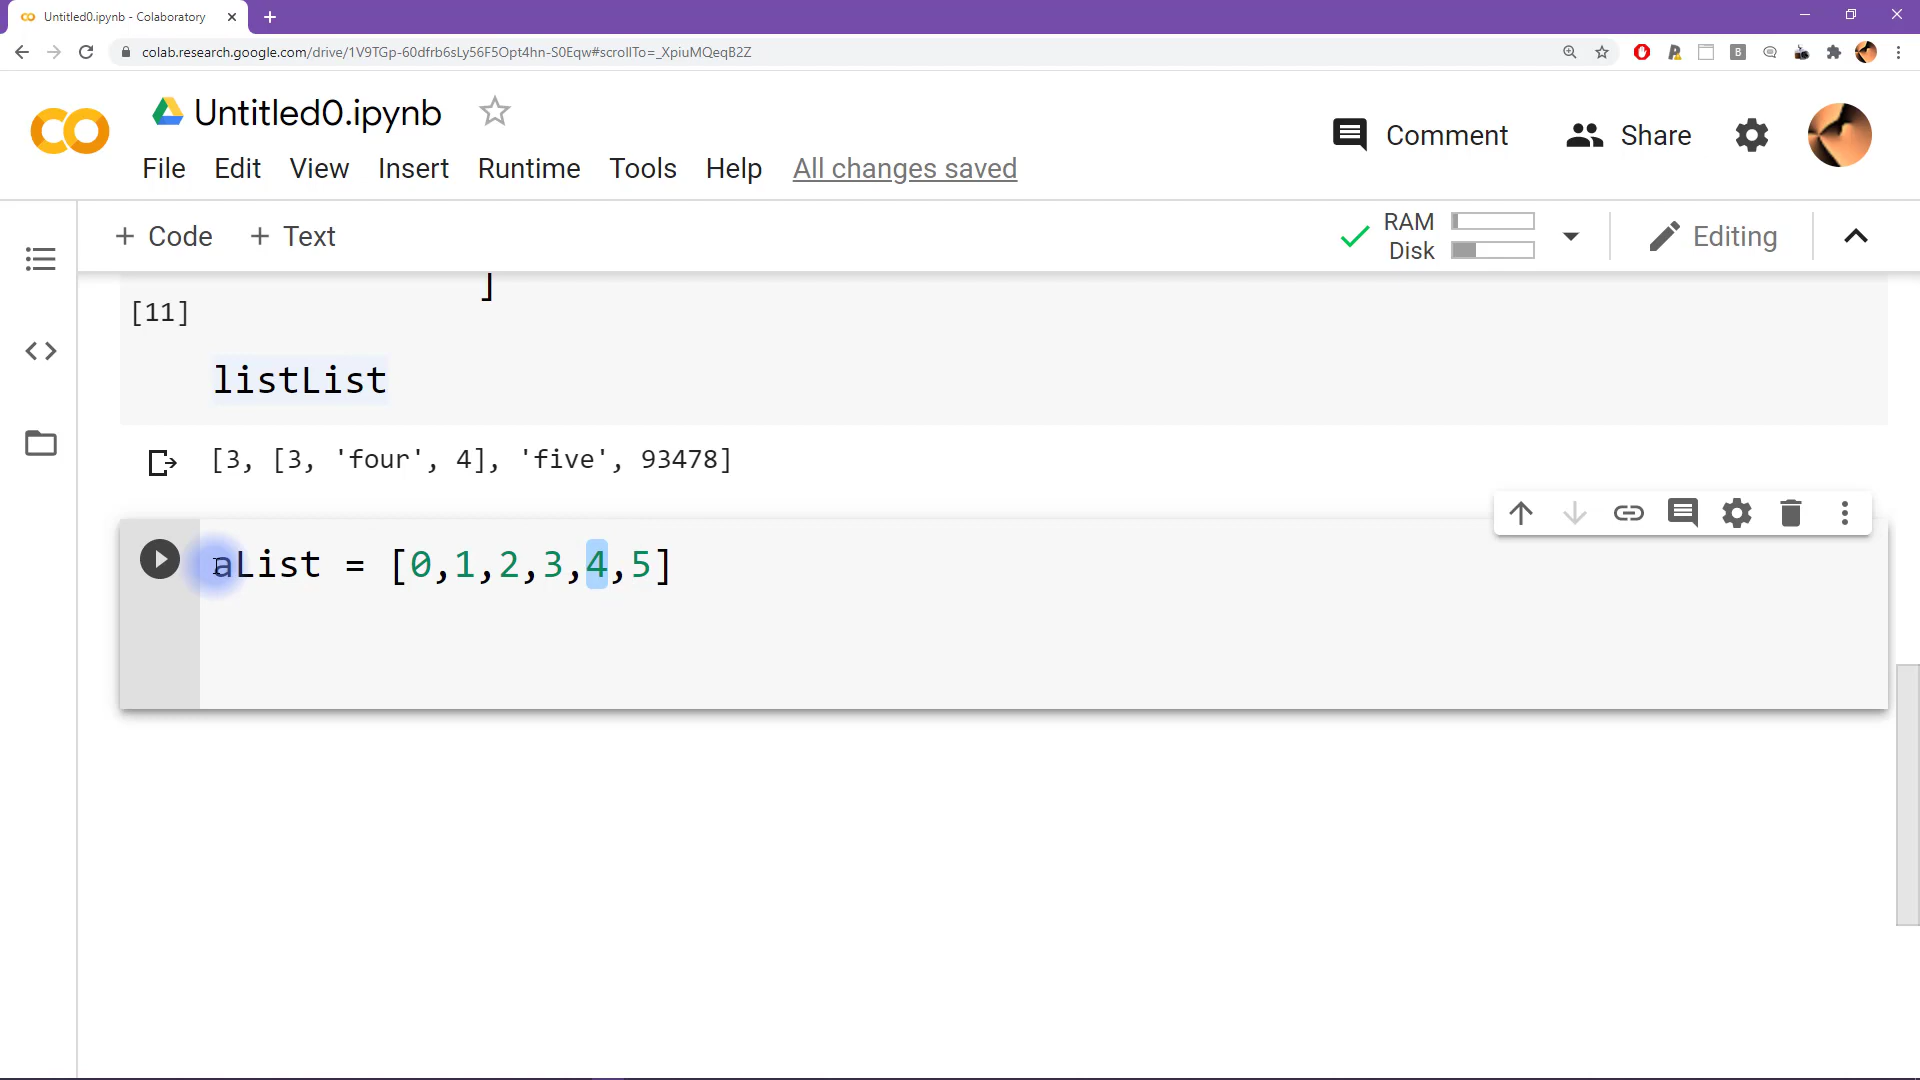 Untitled0.ipynb - Colaboratory
colab.research.google.com/drive/1V9TGp-60dfrb6sLy56F5Opt4hn-S0Eqw#scrollTo=_XpiuMQeqB2Z
Untitled0.ipynb
Comment
Share
File Edit View Insert Runtime Tools Help All changes saved
+ Code + Text
RAM
Disk
Editing
]
[11]
listList
[3, [3, 'four', 4], 'five', 93478]
aList = [0,1,2,3,4,5]